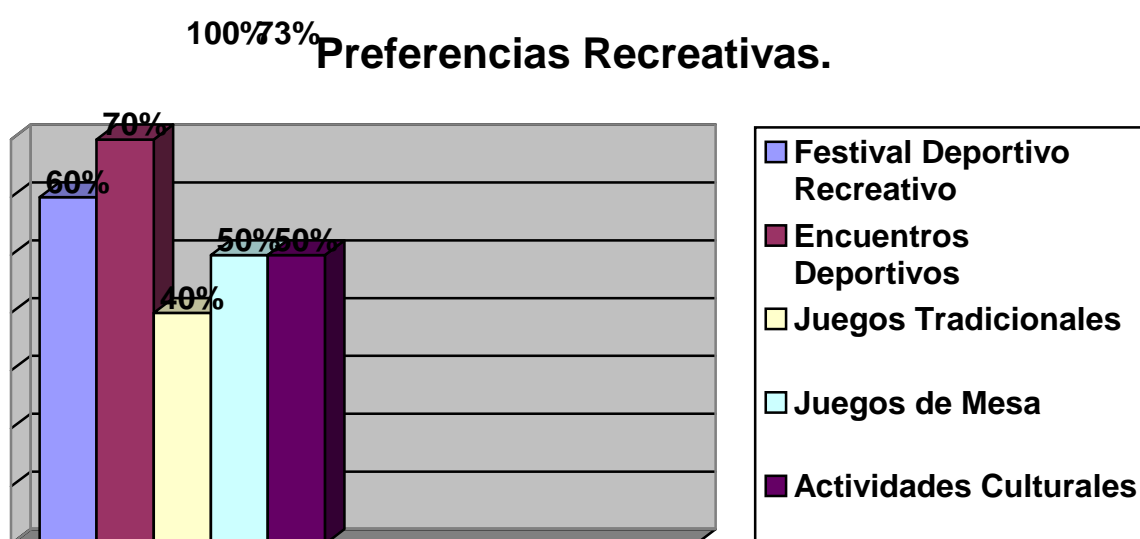 100%73%
Preferencias Recreativas.
70%
60%
50%50%
40%
Festival Deportivo
Recreativo
Encuentros
Deportivos
Juegos Tradicionales
Juegos de Mesa
Actividades Culturales